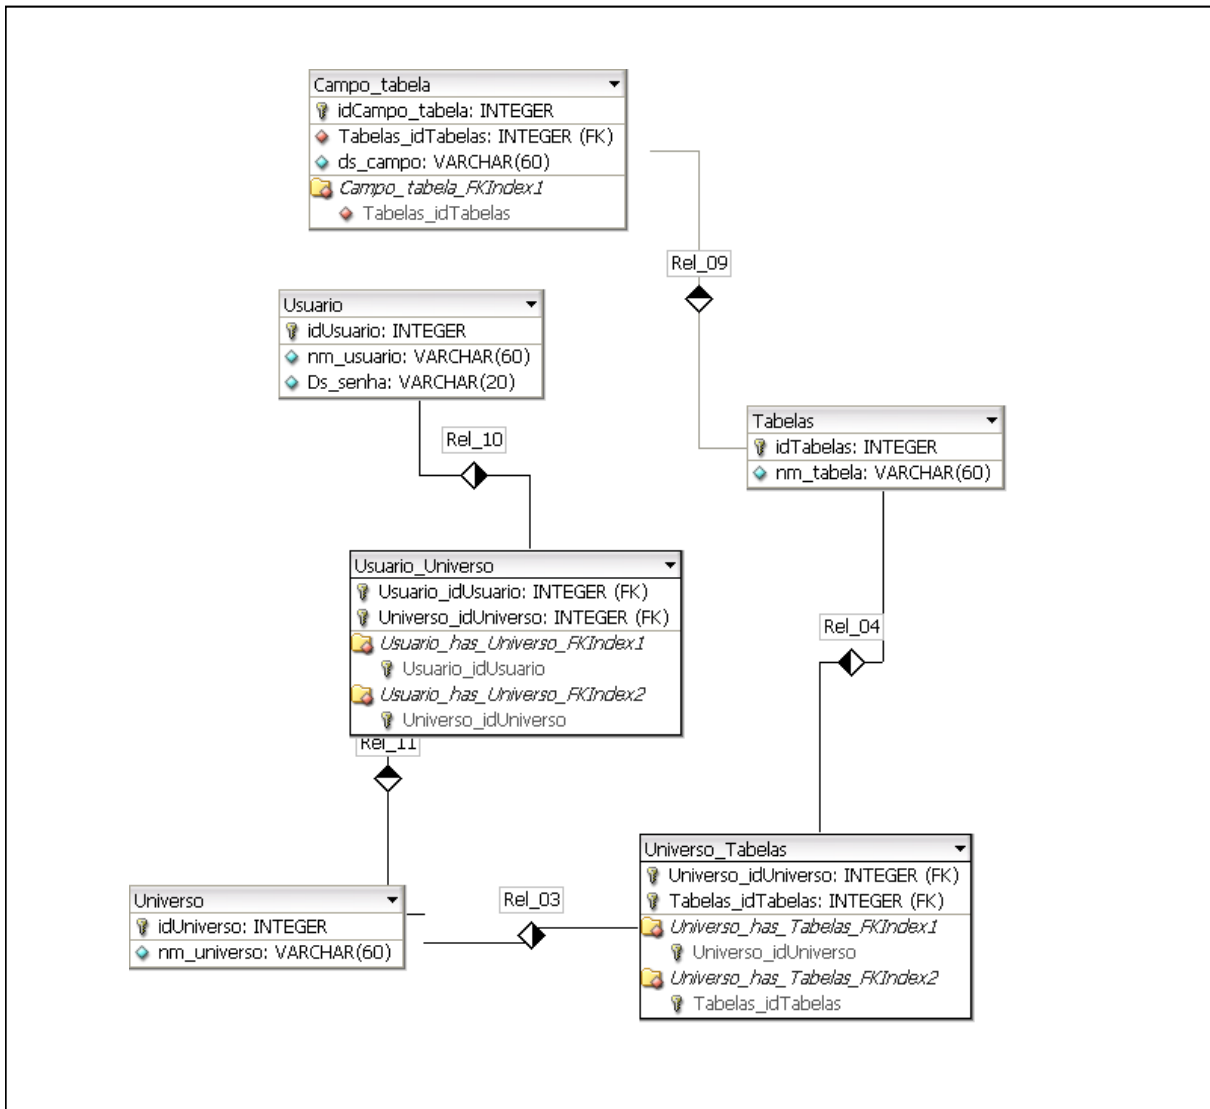 Campo_tabela
idCampo_tabela: INTEGER
Tabelas_idTabelas: INTEGER (FK)
ds_campo: VARCHAR(60)
Campo_tabela_FKIndex1
Tabelas_idTabelas
Rel_09
Usuario
idUsuario: INTEGER
nm_usuario: VARCHAR(60)
Ds_senha: VARCHAR(20)
Tabelas
idTabelas: INTEGER
nm_tabela: VARCHAR(60)
Rel_10
Usuario_Universo
Usuario_idUsuario: INTEGER (FK)
Universo_idUniverso: INTEGER (FK)
Usuario_has_Universo_FKIndex1
Usuario_idUsuario
Usuario_has_Universo_FKIndex2
Universo_idUniverso
Rel_04
Rel_11
Universo_Tabelas
Universo_idUniverso: INTEGER (FK)
Tabelas_idTabelas: INTEGER (FK)
Universo_has_Tabelas_FKIndex1
Universo_idUniverso
Universo_has_Tabelas_FKIndex2
Tabelas_idTabelas
Universo
idUniverso: INTEGER
nm_universo: VARCHAR(60)
Rel_03